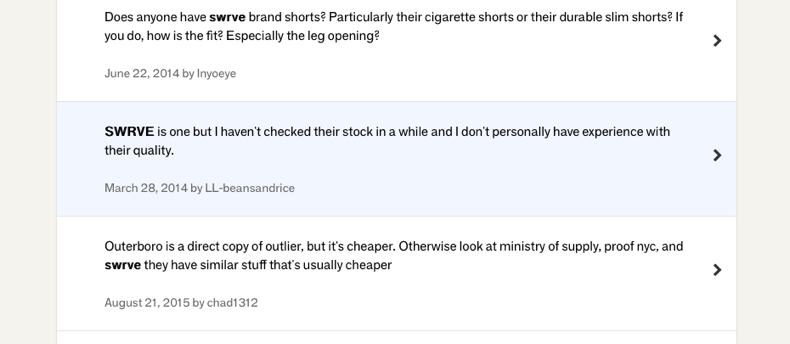 Does anyone have swrve brand shorts? Particularly their cigarette shorts or their durable slim shorts? If
you do, how is the fit? Especially the leg opening?
June 22, 2014 by Inyoeye
SWRVE is one but I haven't checked their stock in a while and I don't personally have experience with
their quality.
March 28, 2014 by LL-beansandrice
Outerboro is a direct copy of outlier, but it's cheaper. Otherwise look at ministry of supply, proof nyc, and
swrve they have similar stuff that's usually cheaper
August 21, 2015 by chad1312